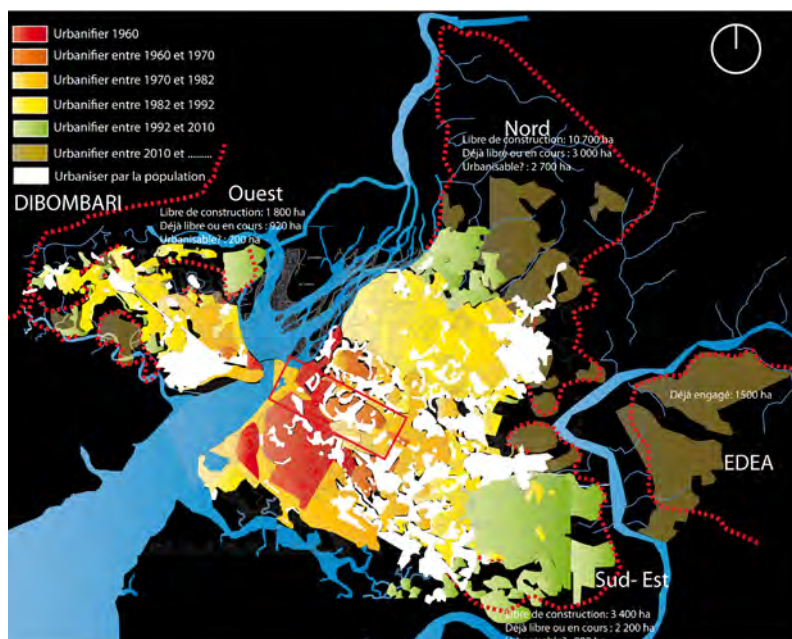 Urbanifier 1960
Urbanifier entre 1960 et 1970
Urbanifier entre 1970 et 1982
Urbanifier entre 1982 et 1992
Urbanifier entre 1992 et 2010
Urbanifier entre 2010 et .........
Urbaniser par la population
DIBOMBARI
Ouest
Libre de construction: 1 800 ha
Déjà libre ou en cours : 920 ha
Urbanisable? : 200 ha
Nord
Libre de construction: 10 700 ha
Déjà libre ou en cours : 3 000 ha
Urbanisable? : 2 700 ha
Déjà engagé: 1500 ha
EDEA
Sud- Est
Libre de construction: 3 400 ha
Déjà libre ou en cours : 2 200 ha